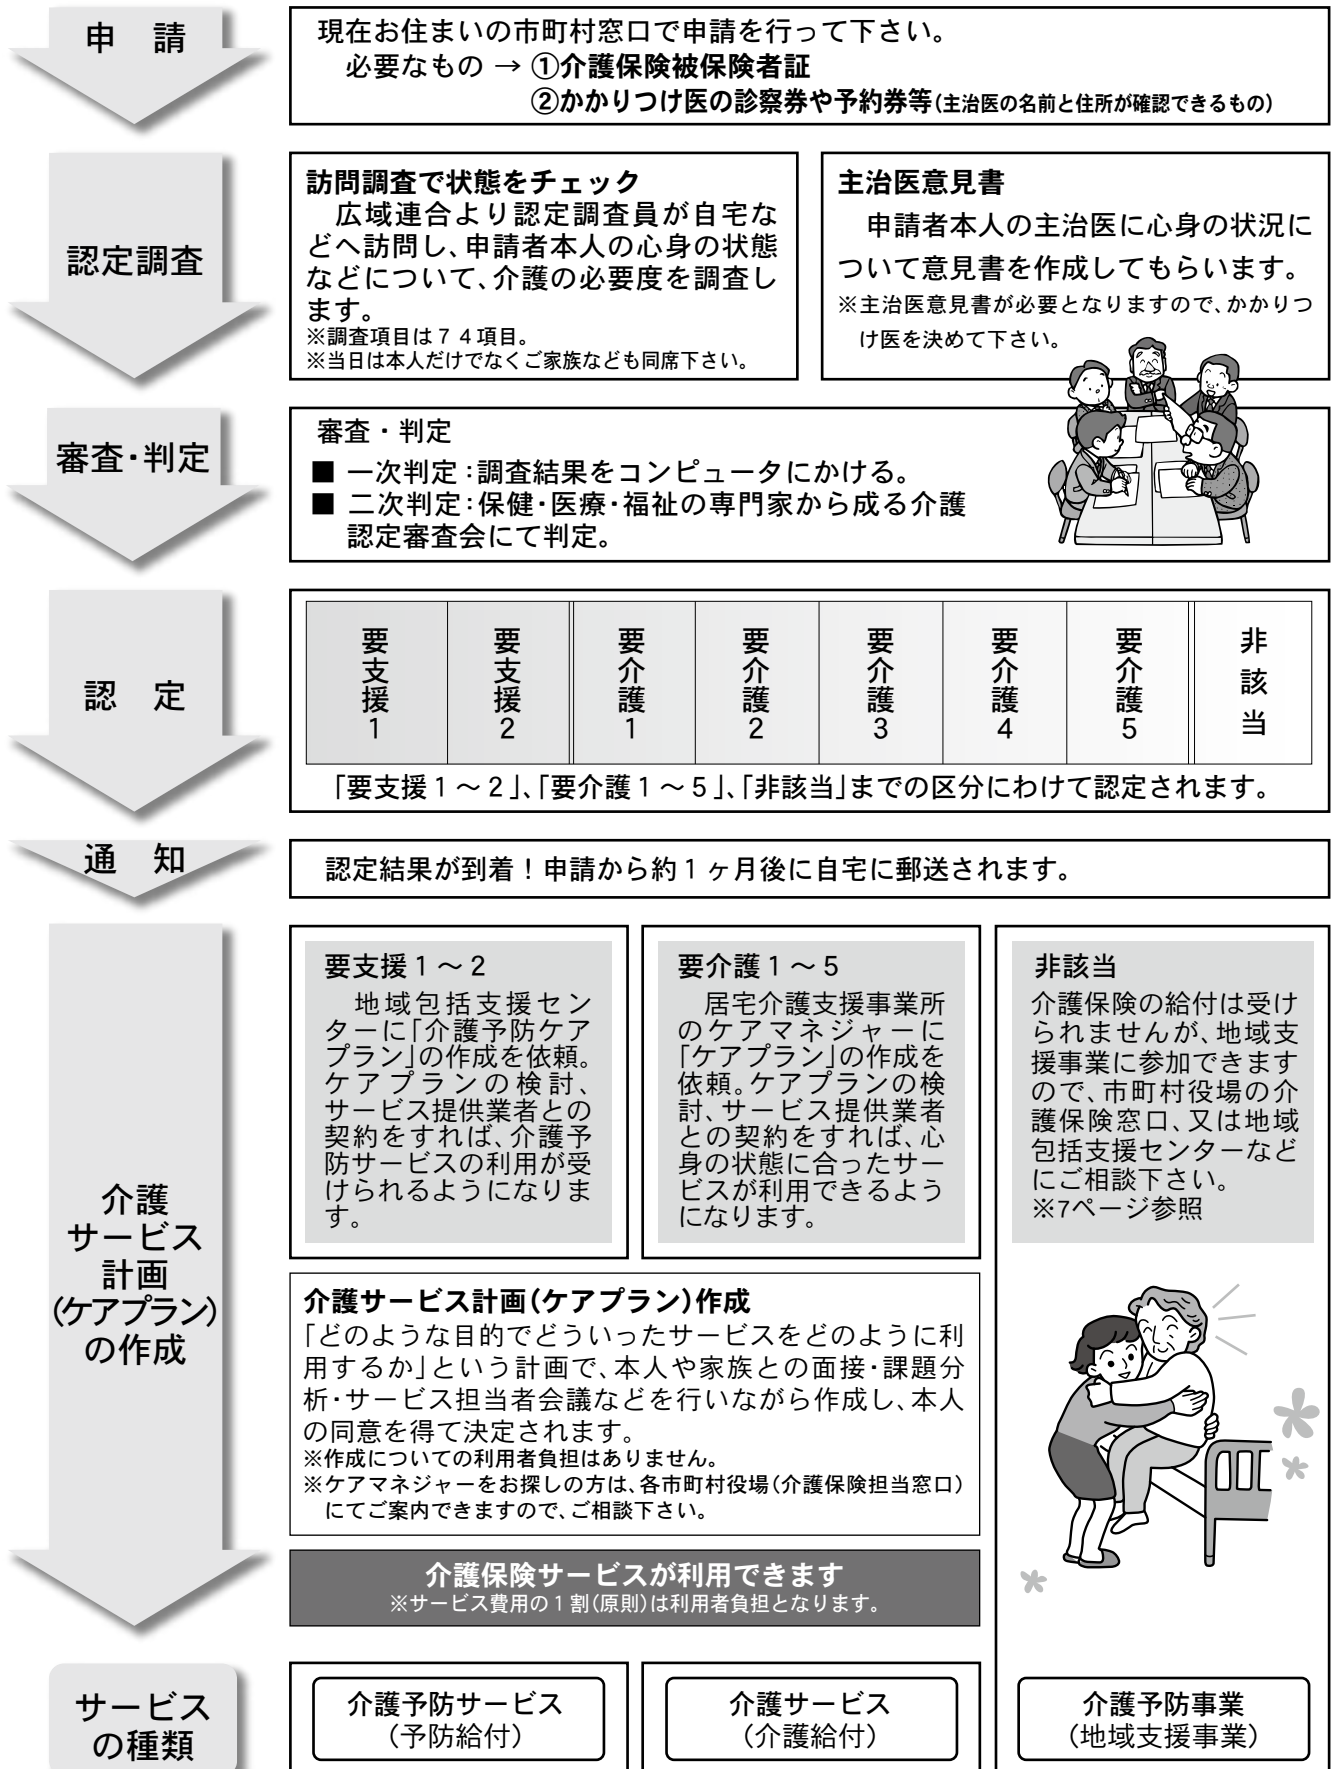 申　請
現在お住まいの市町村窓口で申請を行って下さい。
必要なもの → ①介護保険被保険者証
②かかりつけ医の診察券や予約券等(主治医の名前と住所が確認できるもの)
認定調査
訪問調査で状態をチェック
広域連合より認定調査員が自宅な
どへ訪問し、申請者本人の心身の状態
などについて、介護の必要度を調査し
ます。
※調査項目は７４項目。
※当日は本人だけでなくご家族なども同席下さい。
主治医意見書
申請者本人の主治医に心身の状況に
ついて意見書を作成してもらいます。
※主治医意見書が必要となりますので、かかりつ
け医を決めて下さい。
審査・判定
審査・判定
■ 一次判定：調査結果をコンピュータにかける。
■ 二次判定：保健・医療・福祉の専門家から成る介護
認定審査会にて判定。
認　定
要支援1
要支援2
要介護1
要介護2
要介護3
要介護4
要介護5
非該当
「要支援１～２」、「要介護１～５」、「非該当」までの区分にわけて認定されます。
通　知
認定結果が到着！申請から約１ヶ月後に自宅に郵送されます。
介護
サービス
計画
(ケアプラン)
の作成
要支援１～２
地域包括支援セン
ターに「介護予防ケア
プラン」の作成を依頼。
ケアプランの検討、
サービス提供業者との
契約をすれば、介護予
防サービスの利用が受
けられるようになりま
す。
要介護１～５
居宅介護支援事業所
のケアマネジャーに
「ケアプラン」の作成を
依頼。ケアプランの検
討、サービス提供業者
との契約をすれば、心
身の状態に合ったサー
ビスが利用できるよう
になります。
非該当
介護保険の給付は受け
られませんが、地域支
援事業に参加できます
ので、市町村役場の介
護保険窓口、又は地域
包括支援センターなど
にご相談下さい。
※7ページ参照
介護サービス計画(ケアプラン)作成
「どのような目的でどういったサービスをどのように利
用するか」という計画で、本人や家族との面接・課題分
析・サービス担当者会議などを行いながら作成し、本人
の同意を得て決定されます。
※作成についての利用者負担はありません。
※ケアマネジャーをお探しの方は、各市町村役場(介護保険担当窓口)
にてご案内できますので、ご相談下さい。
介護保険サービスが利用できます
※サービス費用の１割(原則)は利用者負担となります。
サービス
の種類
介護予防サービス
(予防給付)
介護サービス
(介護給付)
介護予防事業
(地域支援事業)